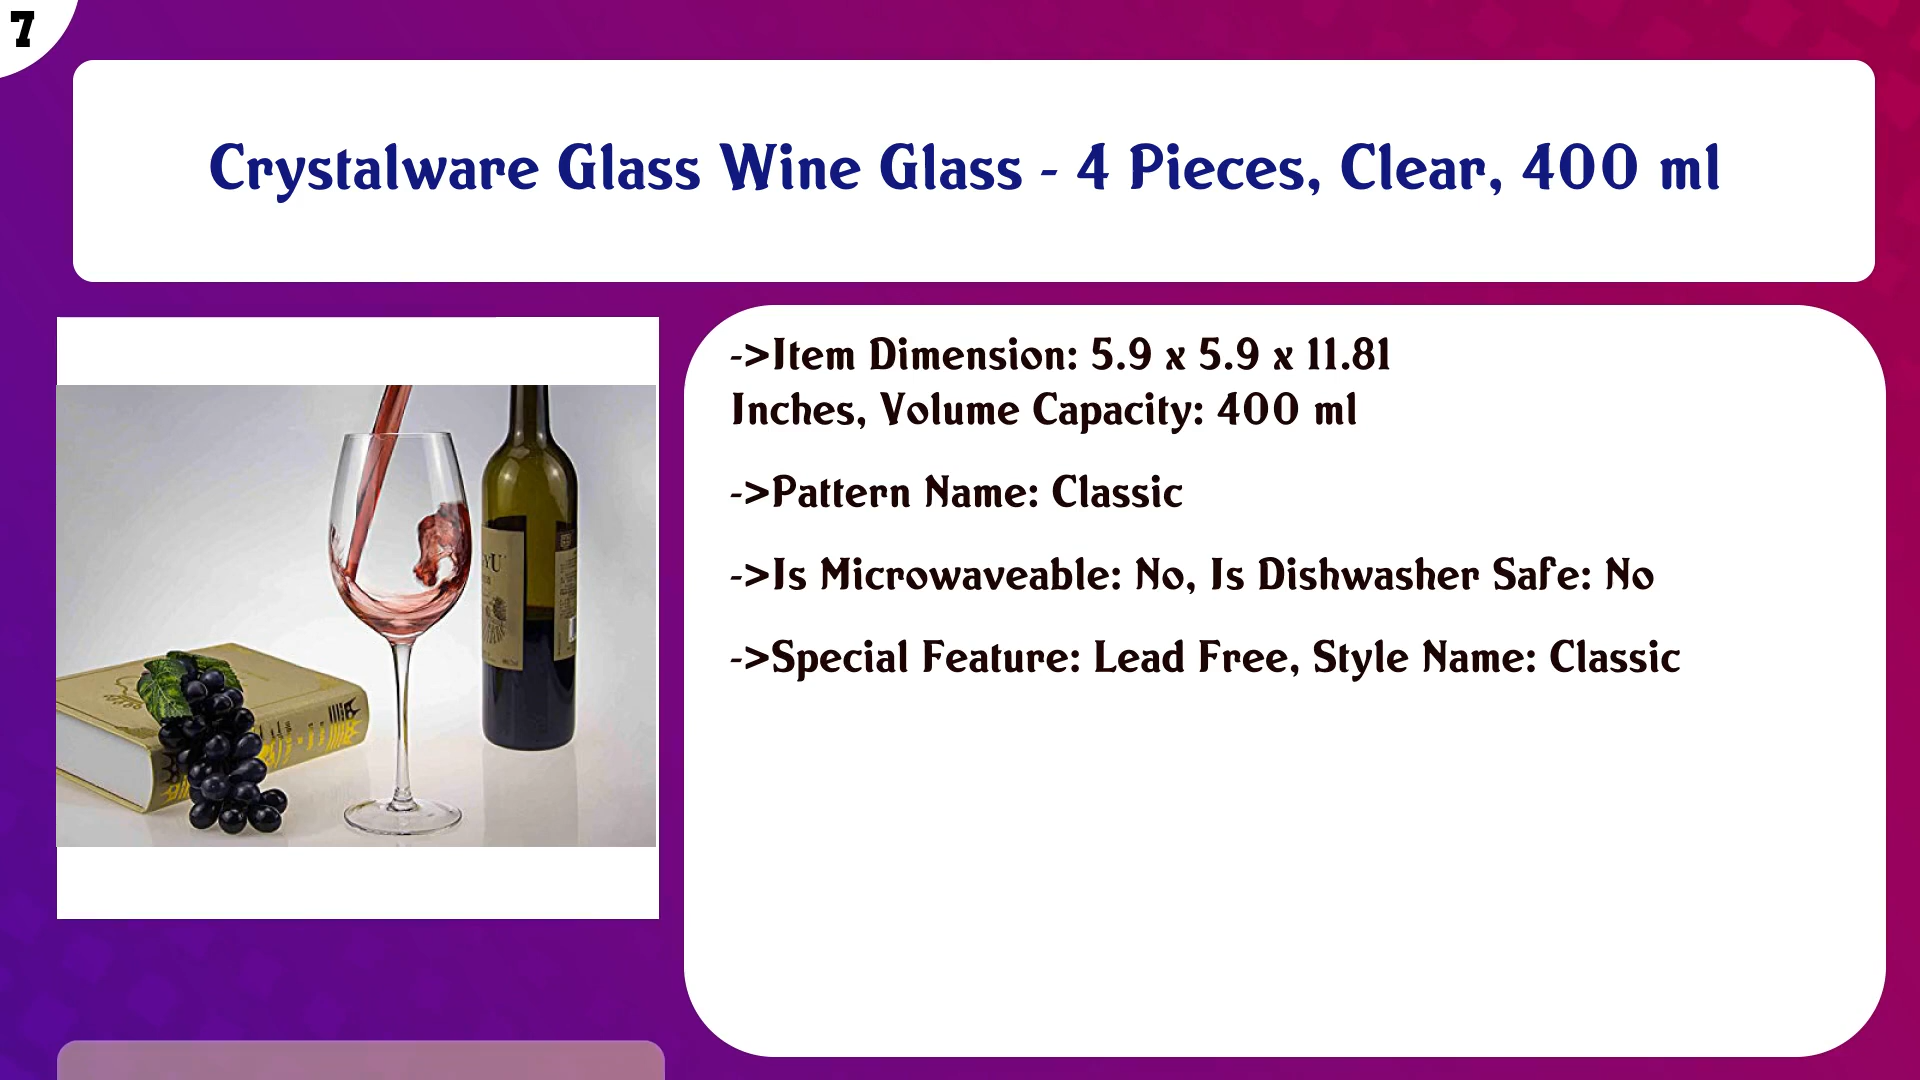 7
Crystalware Glass Wine Glass - 4 Pieces, Clear, 400 ml
->Item Dimension: 5.9 x 5.9 x 11.81
Inches, Volume Capacity: 400 ml
->Pattern Name: Classic
->Is Microwaveable: No, Is Dishwasher Safe: No
->Special Feature: Lead Free, Style Name: Classic